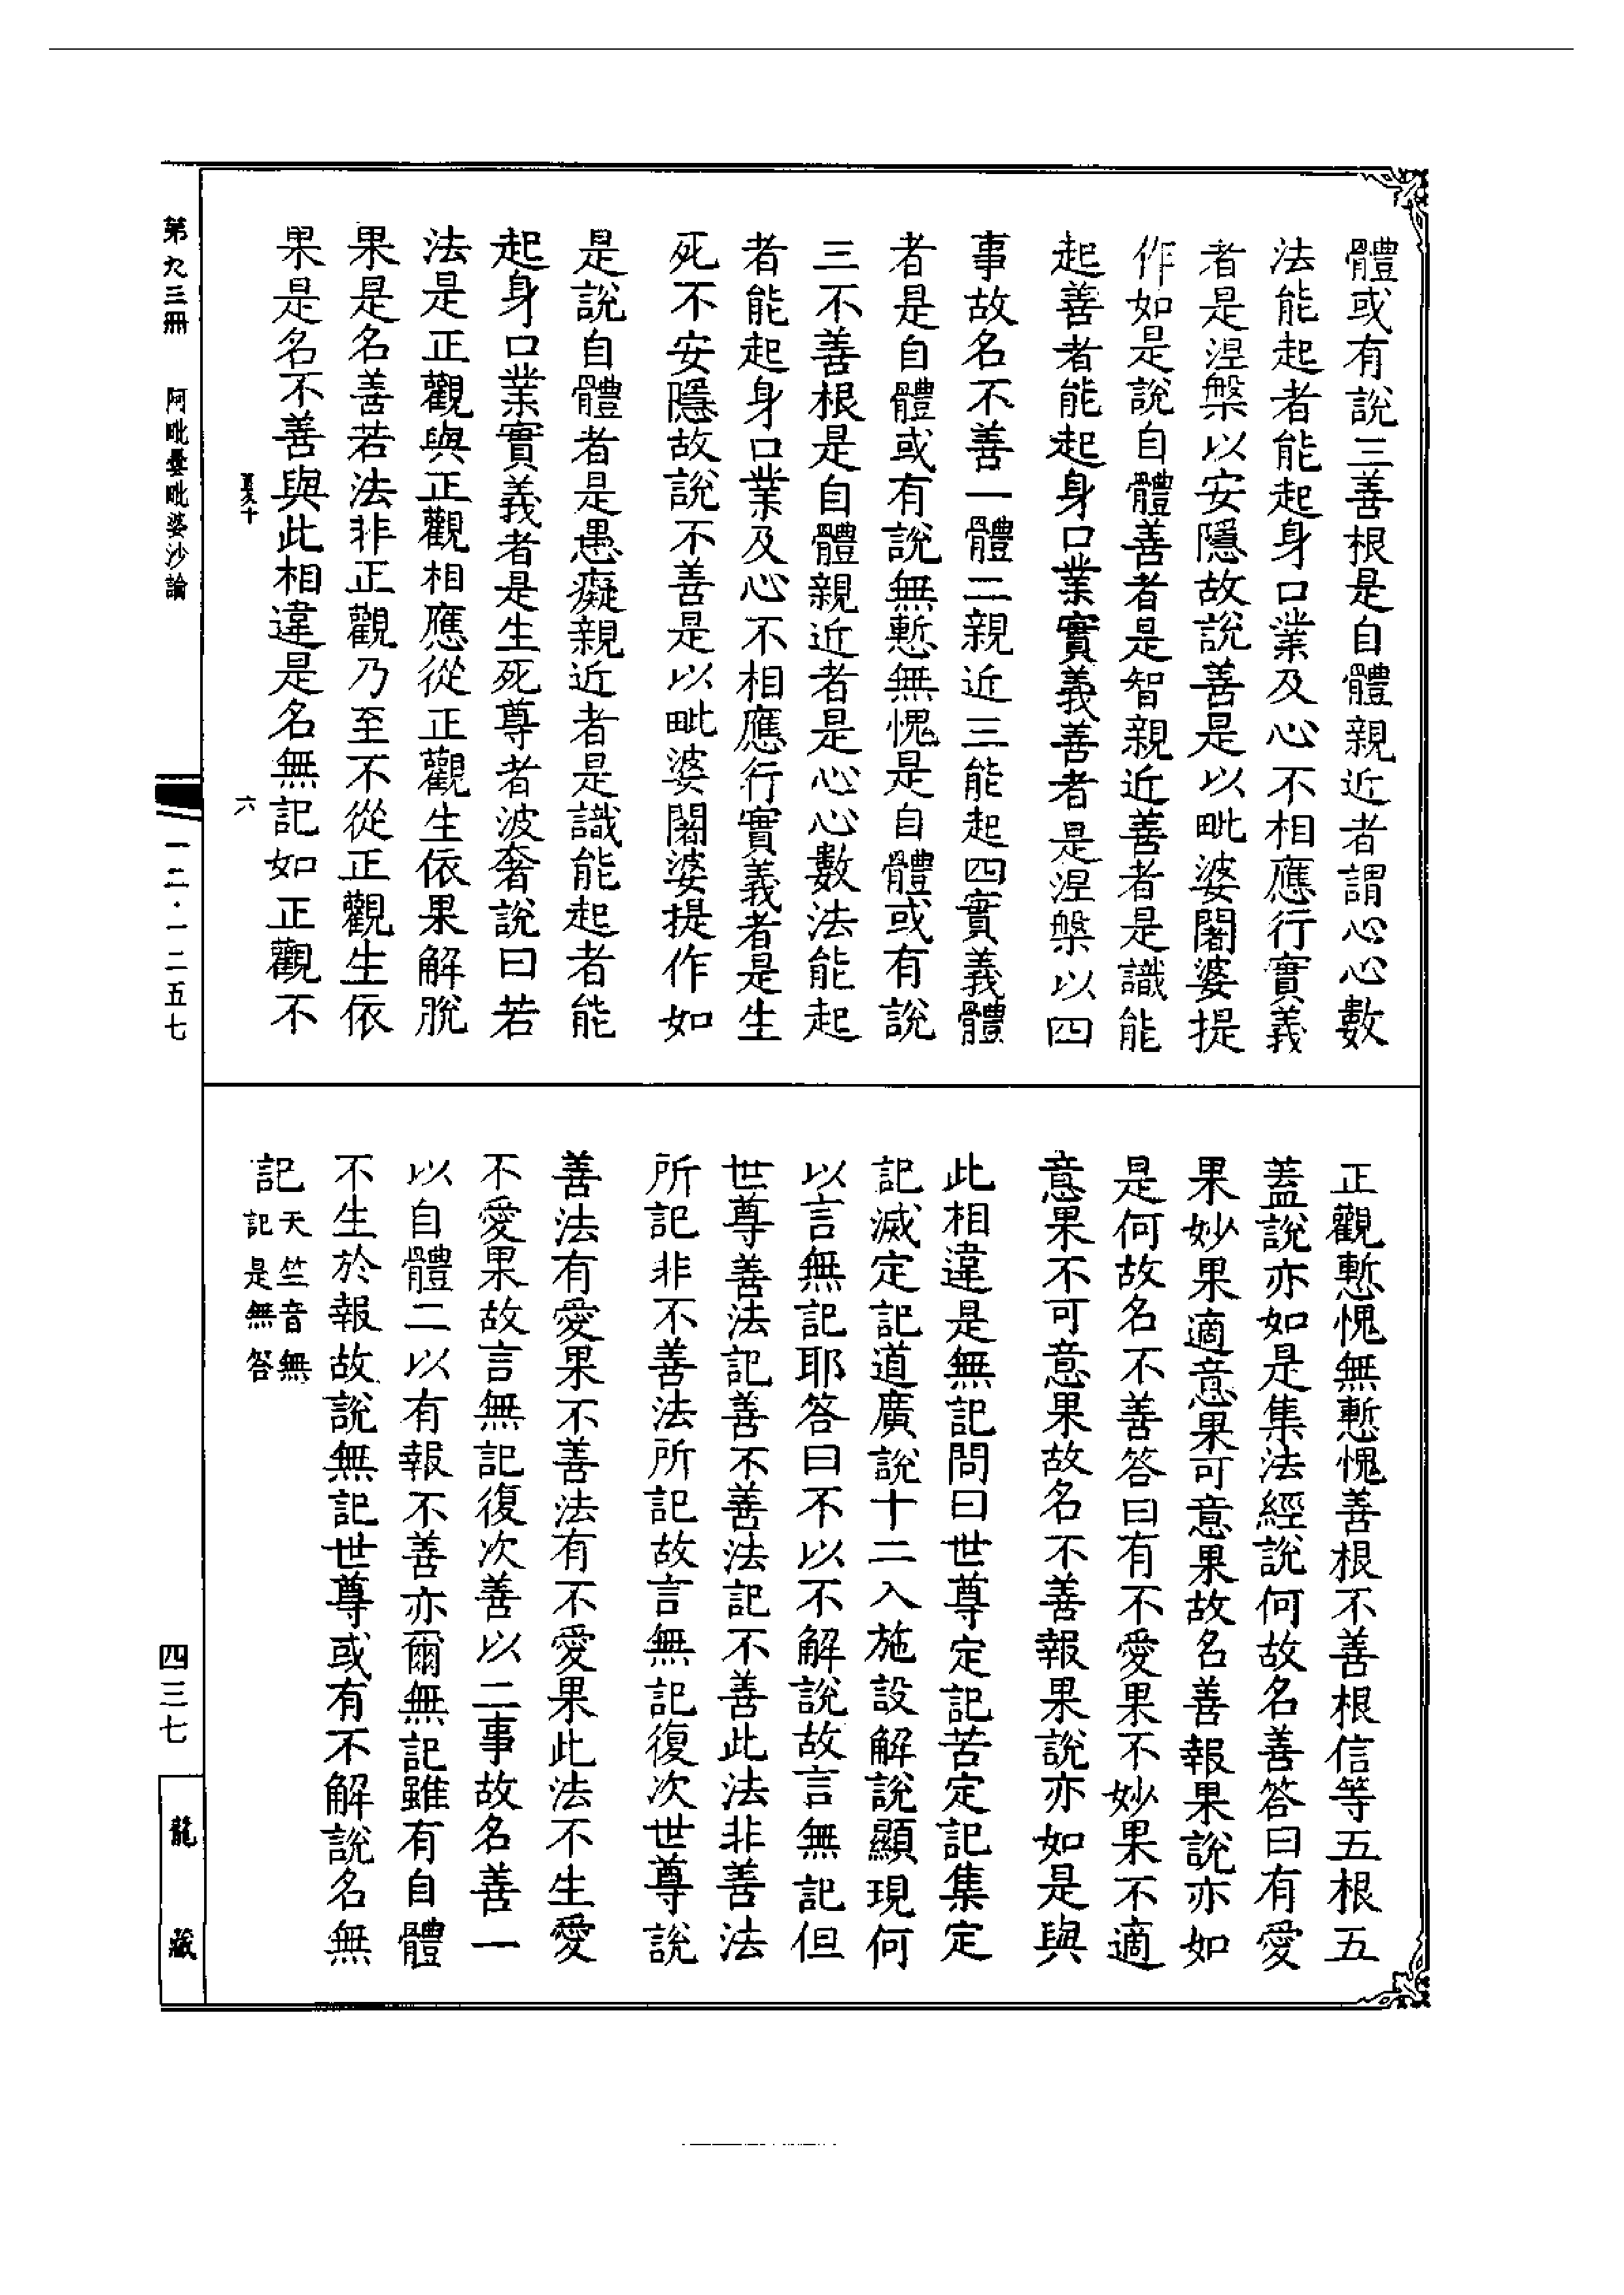 體或有說三善根是自體親近者謂心心數
法能起者能起身口業及心不相應行實義
者是涅槃以安隱故說善是以毗婆闍婆提
作如是說自體善者是智親近善者是識能
起善者能起身口業實義善者是涅槃以四
事故名不善一體二親近三能起四實義體
者是自體或有說無慙無愧是自體或有說
三不善根是自體親近者是心心數法能起
者能起身口業及心不相應行實義者是生
死不安隱故說不善是以毗婆闍婆提作如
是說自體者是愚癡親近者是識能起者能
起身口業實義者是生死尊者波奢說曰若
法是正觀與正觀相應從正觀生依果解脫
果是名善若法非正觀乃至不從正觀生依
果是名不善與此相違是名無記如正觀不
六
正觀慙愧無慙愧善根不善根信等五根五
蓋說亦如是集法經說何故名善答曰有愛
果妙果適意果可意果故名善報果說亦如
是何故名不善答曰有不愛果不妙果不適
意果不可意果故名不善報果說亦如是與
此相違是無記問曰世尊定記苦定記集定
記滅定記道廣說十二入施設解說顯現何
以言無記耶答曰不以不解說故言無記但
世尊善法記善不善法記不善此法非善法
所記非不善法所記故言無記復次世尊說
善法有愛果不善法有不愛果此法不生愛
不愛果故言無記復次善以二事故名善一
以自體二以有報不善亦爾無記雖有自體
不生於報故說無記世尊或有不解說名無
記天竺音無
記是無答
第九三冊 阿毗曇毗婆沙論
一二·一二五七
四三七
龍藏